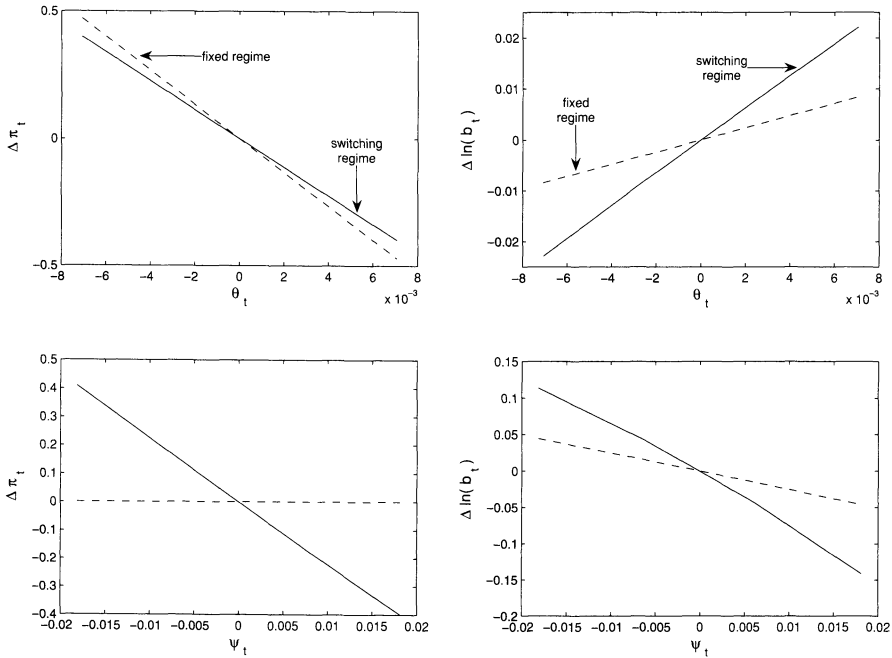 0.5
0
−0.5
Δ π t
fixed regime
switching
regime
−8 −6 −4 −2 0 2 4 6 8
θ t
x 10 −3
0.02
0.01
0
−0.01
−0.02
Δ ln( b t )
switching
regime
fixed
regime
−8 −6 −4 −2 0 2 4 6 8
θ t
x 10 −3
0.5
0.4
0.3
0.2
0.1
0
−0.1
−0.2
−0.3
−0.4
Δ π t
−0.02 −0.015 −0.01 −0.005 0 0.005 0.01 0.015 0.02
ψ t
0.15
0.1
0.05
0
−0.05
−0.1
−0.15
−0.2
Δ ln( b t )
−0.02 −0.015 −0.01 −0.005 0 0.005 0.01 0.015 0.02
ψ t